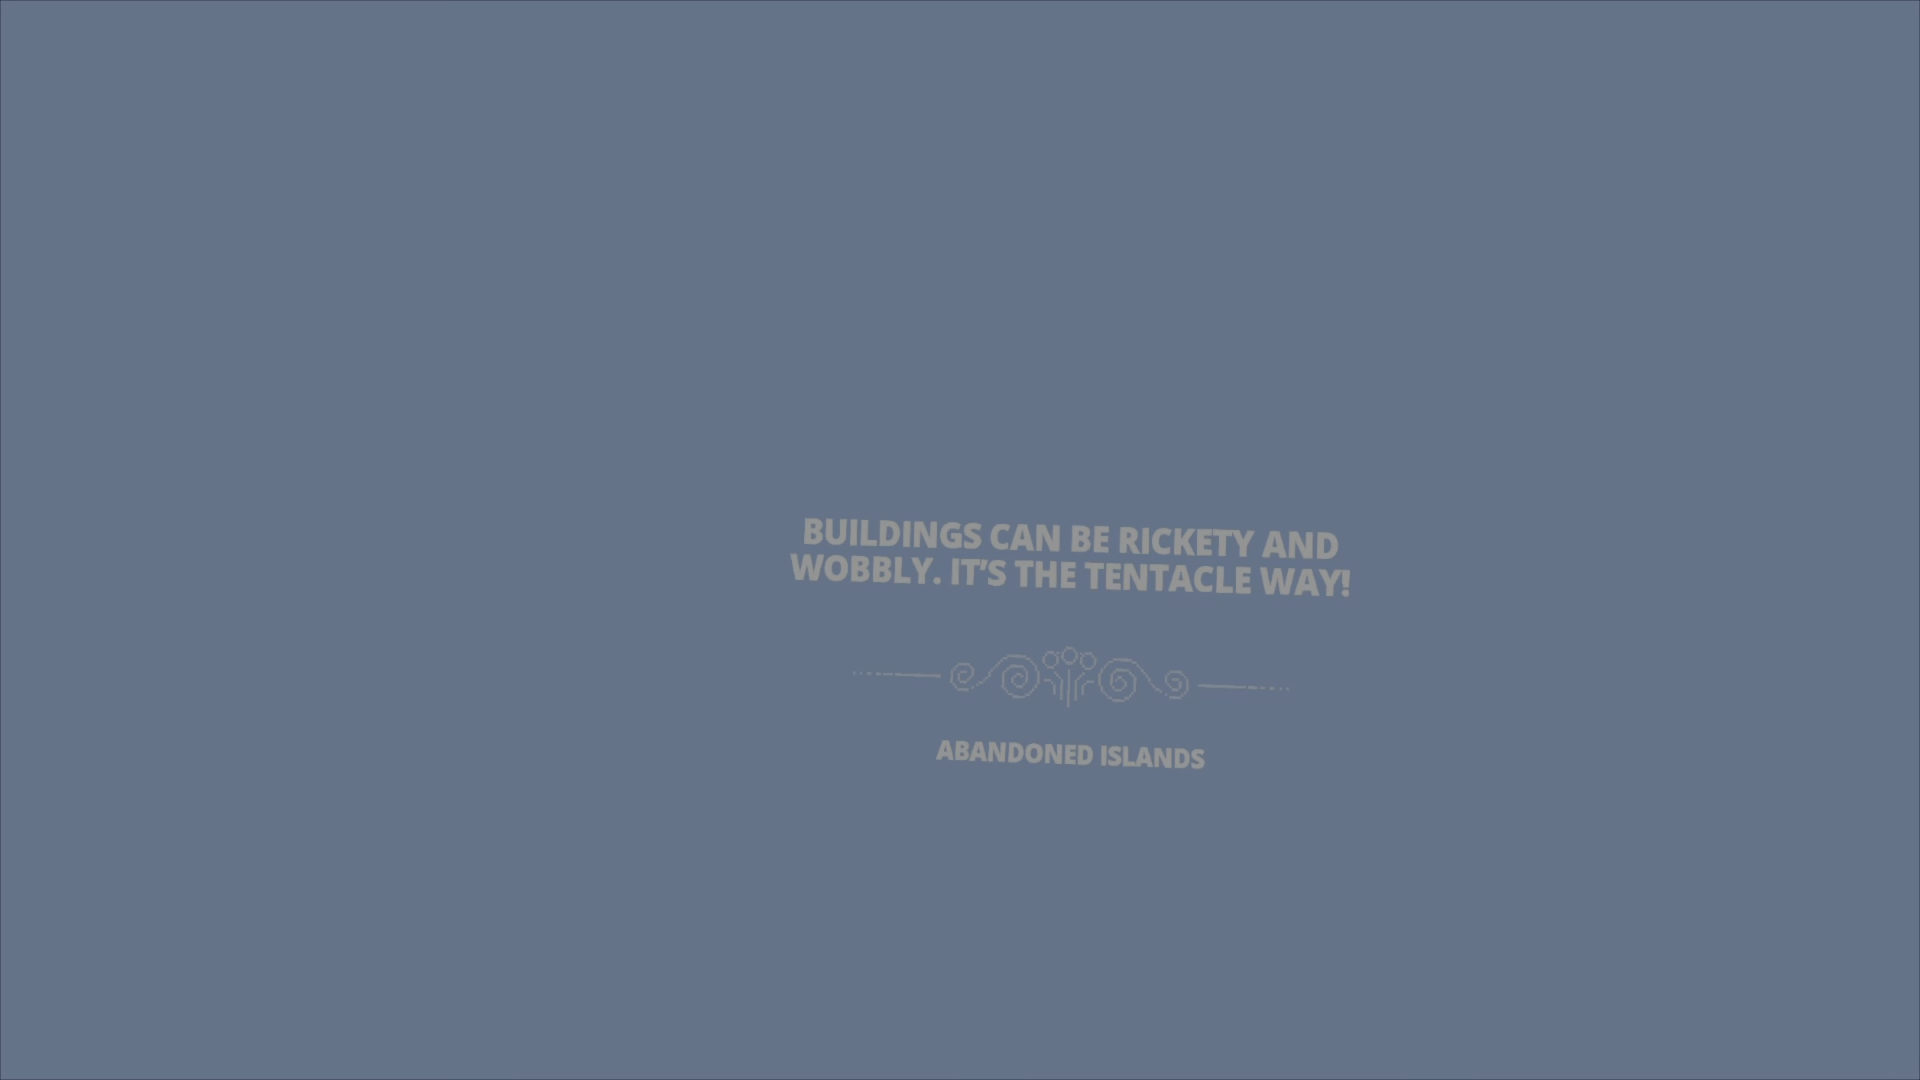 BUILDINGS CAN BE RICKETY AND
WOBBLY. IT'S THE TENTACLE WAY!
ABANDONED ISLANDS